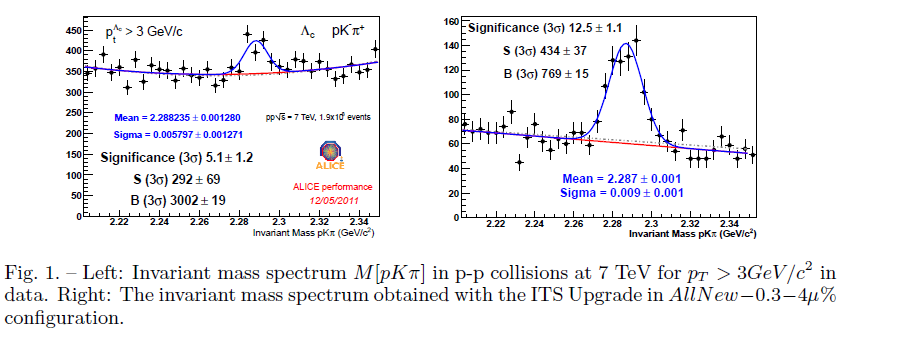 450
400
350
300
250
200
150
100
50
0
p_t^Λc > 3 GeV/c
Λc pK⁻π⁺
Mean = 2.288235 ± 0.001280
Sigma = 0.005797 ± 0.001271
pp√s = 7 TeV, 1.9x10⁸ events
Significance (3σ) 5.1 ± 1.2
S (3σ) 292 ± 69
B (3σ) 3002 ± 19
ALICE
ALICE performance
12/05/2011
2.22 2.24 2.26 2.28 2.3 2.32 2.34
Invariant Mass pKπ (GeV/c²)
160
140
120
100
80
60
40
20
0
Significance (3σ) 12.5 ± 1.1
S (3σ) 434 ± 37
B (3σ) 769 ± 15
Mean = 2.287 ± 0.001
Sigma = 0.009 ± 0.001
2.22 2.24 2.26 2.28 2.3 2.32 2.34
Invariant Mass pKπ (GeV/c²)
Fig. 1. – Left: Invariant mass spectrum M[pKπ] in p-p collisions at 7 TeV for p_T > 3GeV/c² in
data. Right: The invariant mass spectrum obtained with the ITS Upgrade in AllNew−0.3−4μ%
configuration.